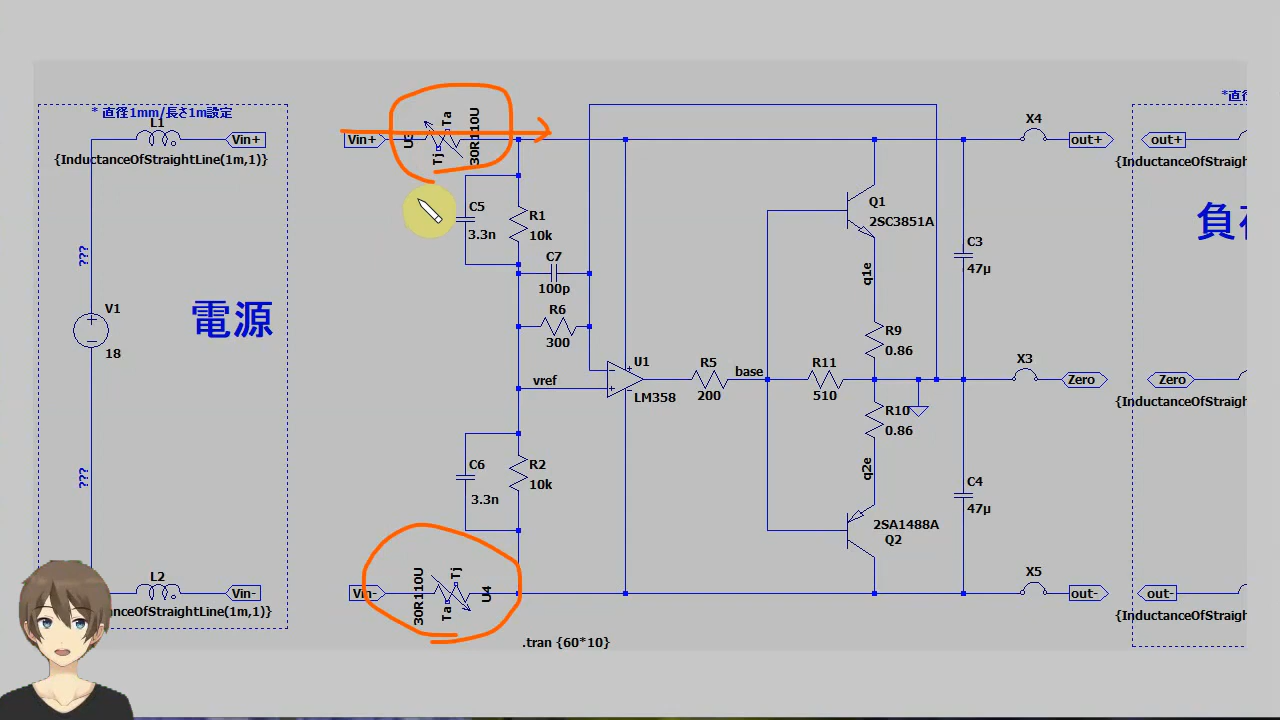 * 直径1mm/長さ1m設定
L1
Vin+
{InductanceOfStraightLine(1m,1)}
???
V1
18
電源
???
L2
Vin-
nceOfStraightLine(1m,1)}
Vin+
U3
Tj
Ta
30R110U
C5
3.3n
R1
10k
C7
100p
R6
300
vref
U1
LM358
R5
200
base
R11
510
Q1
2SC3851A
q1e
R9
0.86
R10
0.86
q2e
2SA1488A
Q2
C6
3.3n
R2
10k
Vin-
30R110U
Ta
Tj
U4
C3
47µ
C4
47µ
X4
out+
X3
Zero
X5
out-
.tran {60*10}
*直径
out+
{InductanceOfStraigh
負荷
Zero
{InductanceOfStraigh
out-
{InductanceOfStraigh